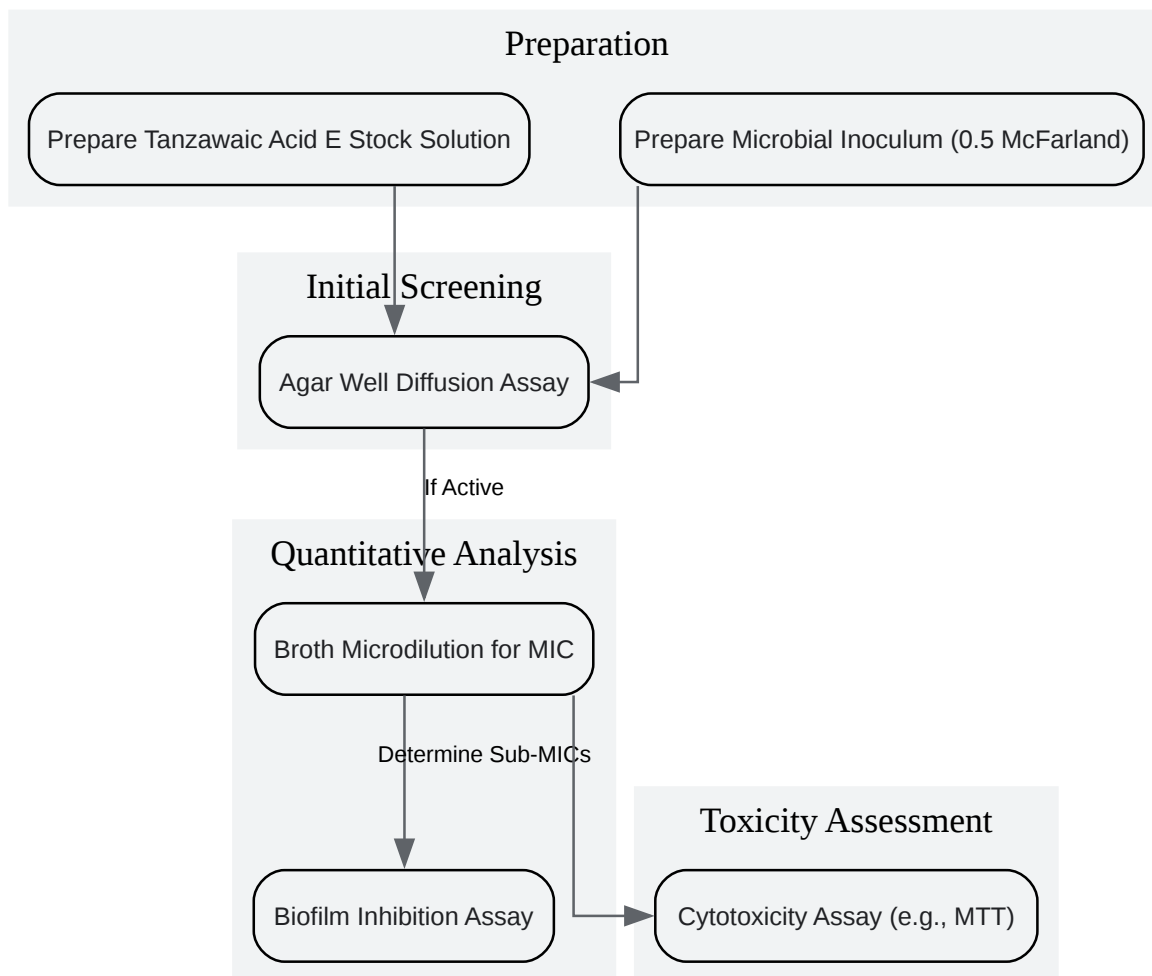 Preparation
Prepare Tanzawaic Acid E Stock Solution
Prepare Microbial Inoculum (0.5 McFarland)
Initial Screening
Agar Well Diffusion Assay
If Active
Quantitative Analysis
Broth Microdilution for MIC
Determine Sub-MICs
Toxicity Assessment
Biofilm Inhibition Assay
Cytotoxicity Assay (e.g., MTT)